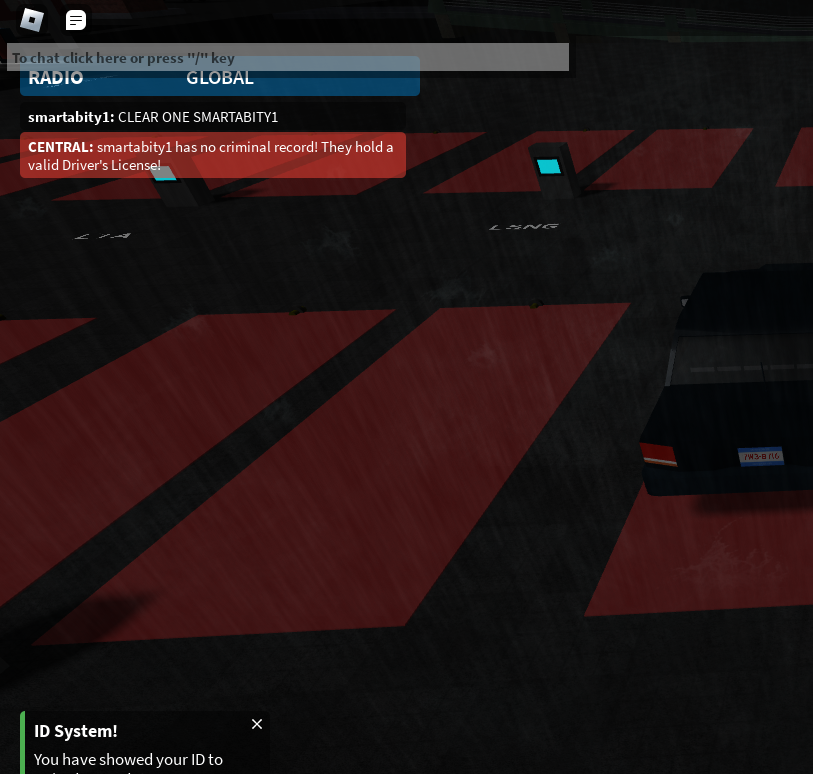 To chat click here or press "/" key
RADIO GLOBAL
smartabity1: CLEAR ONE SMARTABITY1
CENTRAL: smartabity1 has no criminal record! They hold a
valid Driver's License!
ID System!
You have showed your ID to